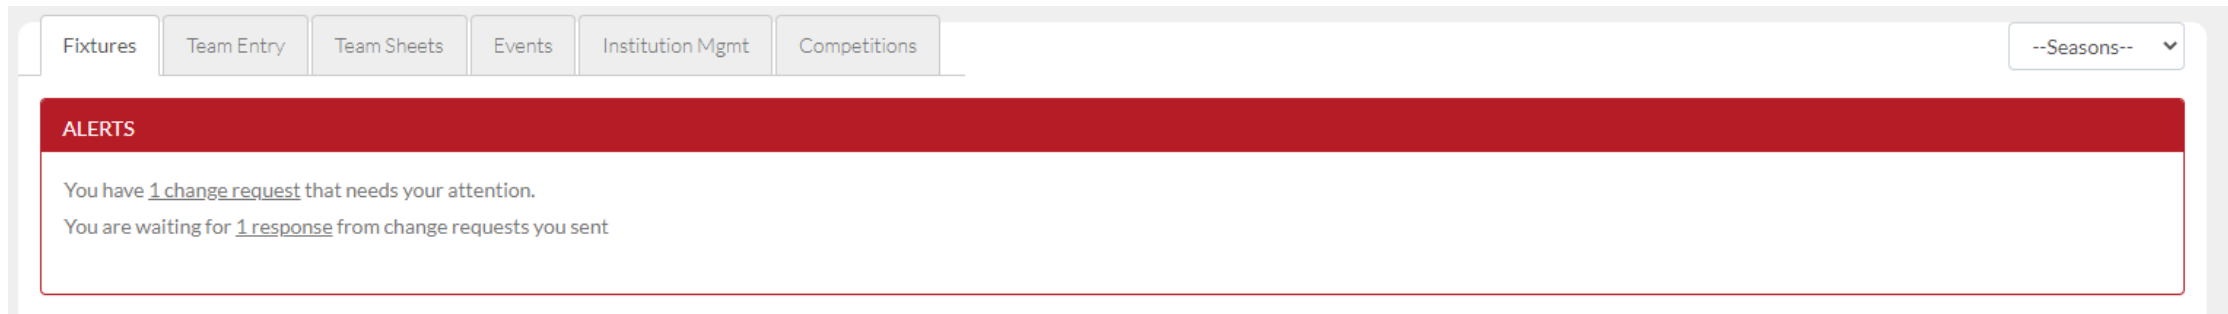 Fixtures Team Entry Team Sheets Events Institution Mgmt Competitions --Seasons--
ALERTS
You have 1 change request that needs your attention.
You are waiting for 1 response from change requests you sent